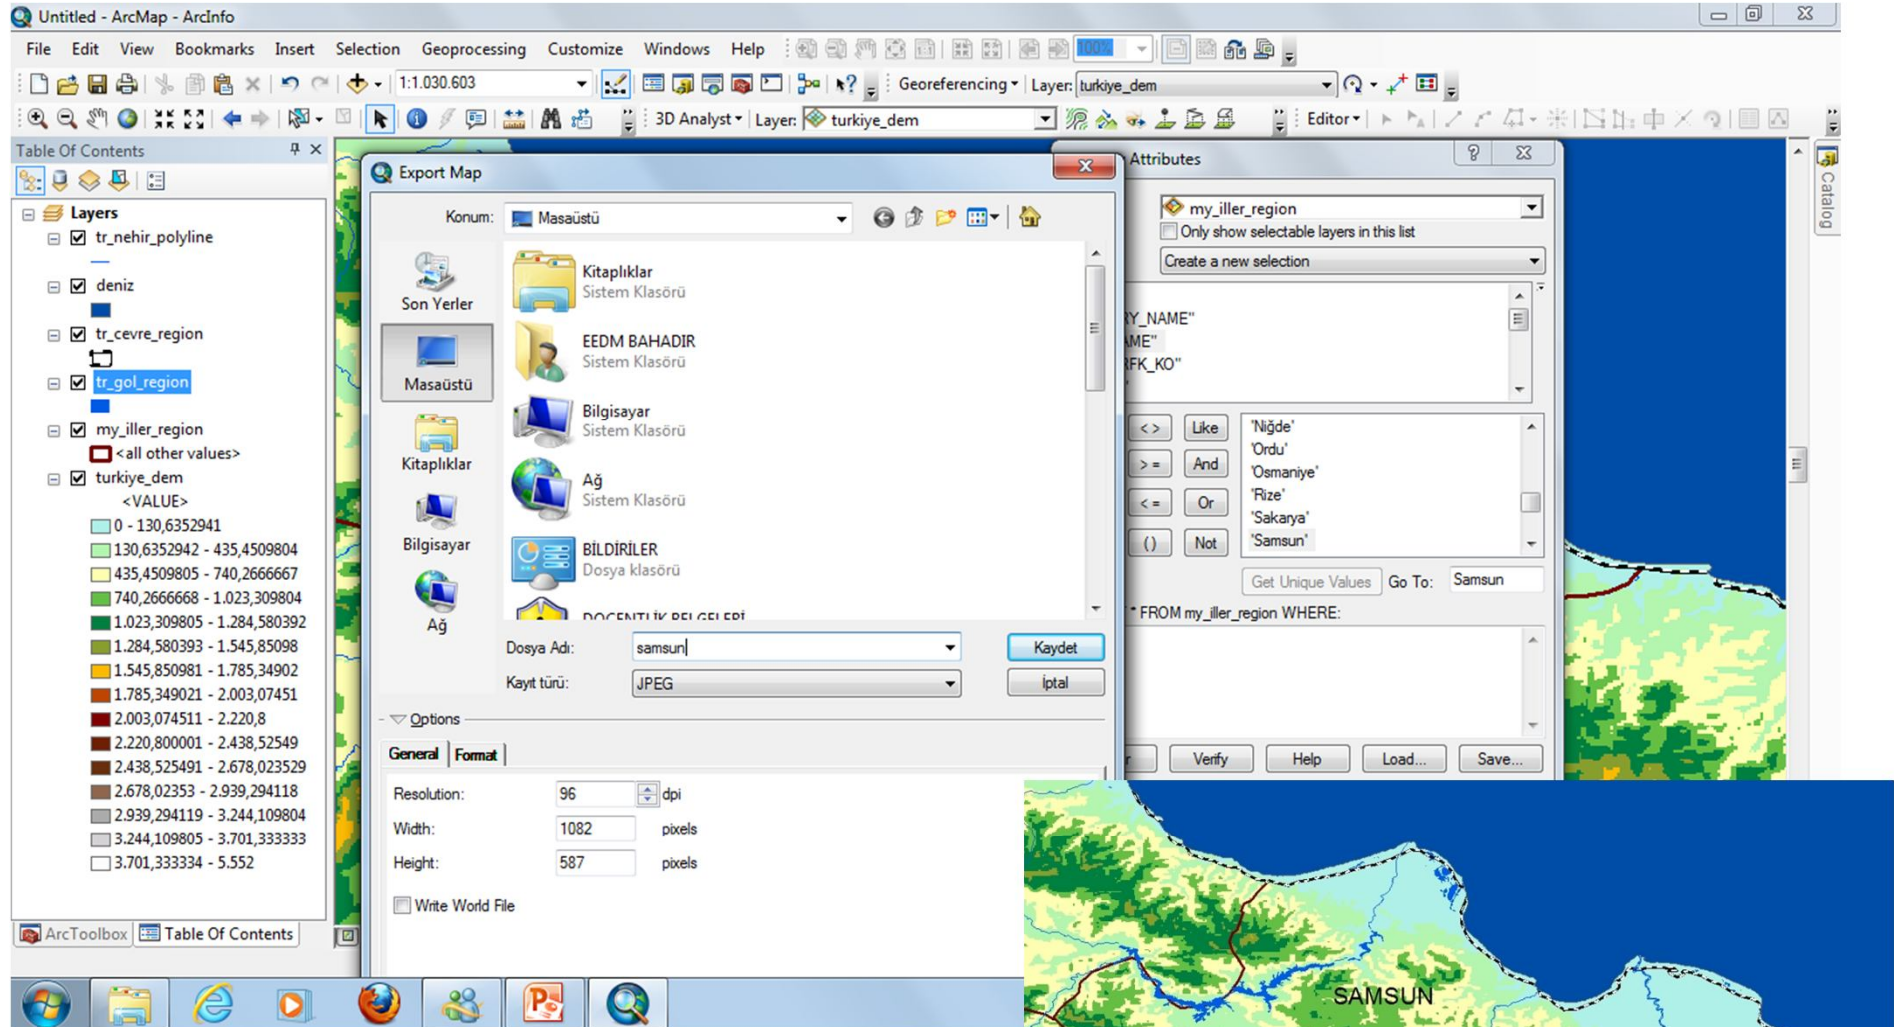 Untitled - ArcMap - ArcInfo
File Edit View Bookmarks Insert Selection Geoprocessing Customize Windows Help 100%
1:1.030.603 Georeferencing Layer: turkiye_dem
3D Analyst Layer: turkiye_dem Editor
Table Of Contents
Layers
tr_nehir_polyline
deniz
tr_cevre_region
tr_gol_region
my_iller_region
<all other values>
turkiye_dem
<VALUE>
0 - 130,6352941
130,6352942 - 435,4509804
435,4509805 - 740,2666667
740,2666668 - 1.023,309804
1.023,309805 - 1.284,580392
1.284,580393 - 1.545,85098
1.545,850981 - 1.785,34902
1.785,349021 - 2.003,07451
2.003,074511 - 2.220,8
2.220,800001 - 2.438,52549
2.438,525491 - 2.678,023529
2.678,02353 - 2.939,294118
2.939,294119 - 3.244,109804
3.244,109805 - 3.701,333333
3.701,333334 - 5.552
ArcToolbox Table Of Contents
Export Map
Konum: Masaüstü
Son Yerler
Masaüstü
Kitaplıklar
Bilgisayar
Ağ
Kitaplıklar
Sistem Klasörü
EEDM BAHADIR
Sistem Klasörü
Bilgisayar
Sistem Klasörü
Ağ
Sistem Klasörü
BİLDİRİLER
Dosya klasörü
DOÇENTLİK BELGELERİ
Dosya Adı: samsun Kaydet
Kayıt türü: JPEG İptal
Options
General Format
Resolution: 96 dpi
Width: 1082 pixels
Height: 587 pixels
Write World File
Attributes
my_iller_region
Only show selectable layers in this list
Create a new selection
RY_NAME"
AME"
RFK_KO"
"
< > Like
> = And
< = Or
() Not
'Niğde'
'Ordu'
'Osmaniye'
'Rize'
'Sakarya'
'Samsun'
Get Unique Values Go To: Samsun
* FROM my_iller_region WHERE:
r Verify Help Load... Save...
Catalog
SAMSUN